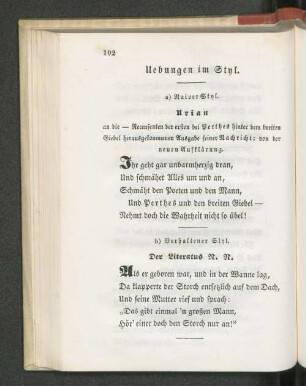 102
Uebungen im Styl.
a) Naiver Styl.
Urian
an die — Recensenten der ersten bei Perthes hinter dem breiten
Giebel herausgekommenen Ausgabe seiner Nachricht: von der
neuen Aufklärung.
Ihr geht gar unbarmherzig dran,
Und schmähet Alles um und an,
Schmäht den Poeten und den Mann,
Und Perthes und den breiten Giebel —
Nehmt doch die Wahrheit nicht so übel!
b) Verhaltener Styl.
Der Literatus N. N.
Als er geboren war, und in der Wanne lag,
Da klapperte der Storch entsetzlich auf dem Dach,
Und seine Mutter rief und sprach:
„Das gibt einmal 'n großen Mann,
Hör' einer doch den Storch nur an!“